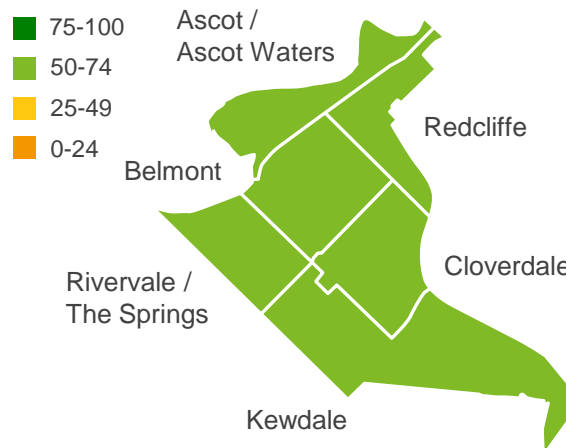 75-100
50-74
25-49
0-24
Ascot /
Ascot Waters
Redcliffe
Belmont
Cloverdale
Rivervale /
The Springs
Kewdale